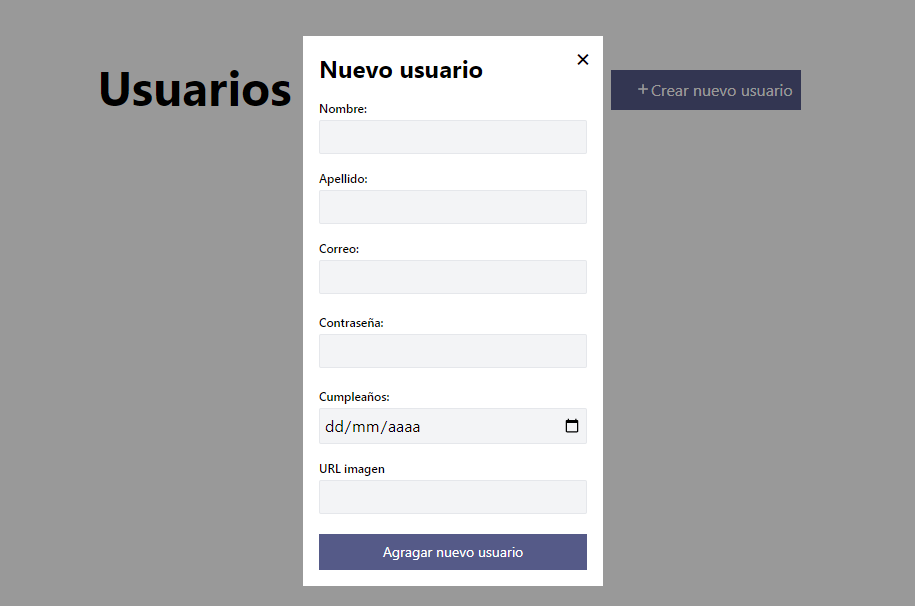 Usuarios
+Crear nuevo usuario
Nuevo usuario
Nombre:
Apellido:
Correo:
Contraseña:
Cumpleaños:
dd/mm/aaaa
URL imagen
Agragar nuevo usuario